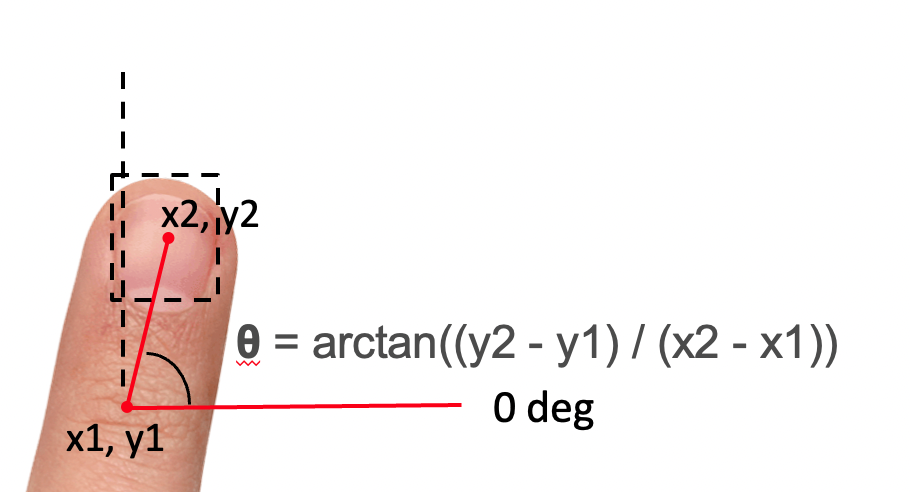 x2, y2
θ = arctan((y2 - y1) / (x2 - x1))
0 deg
x1, y1